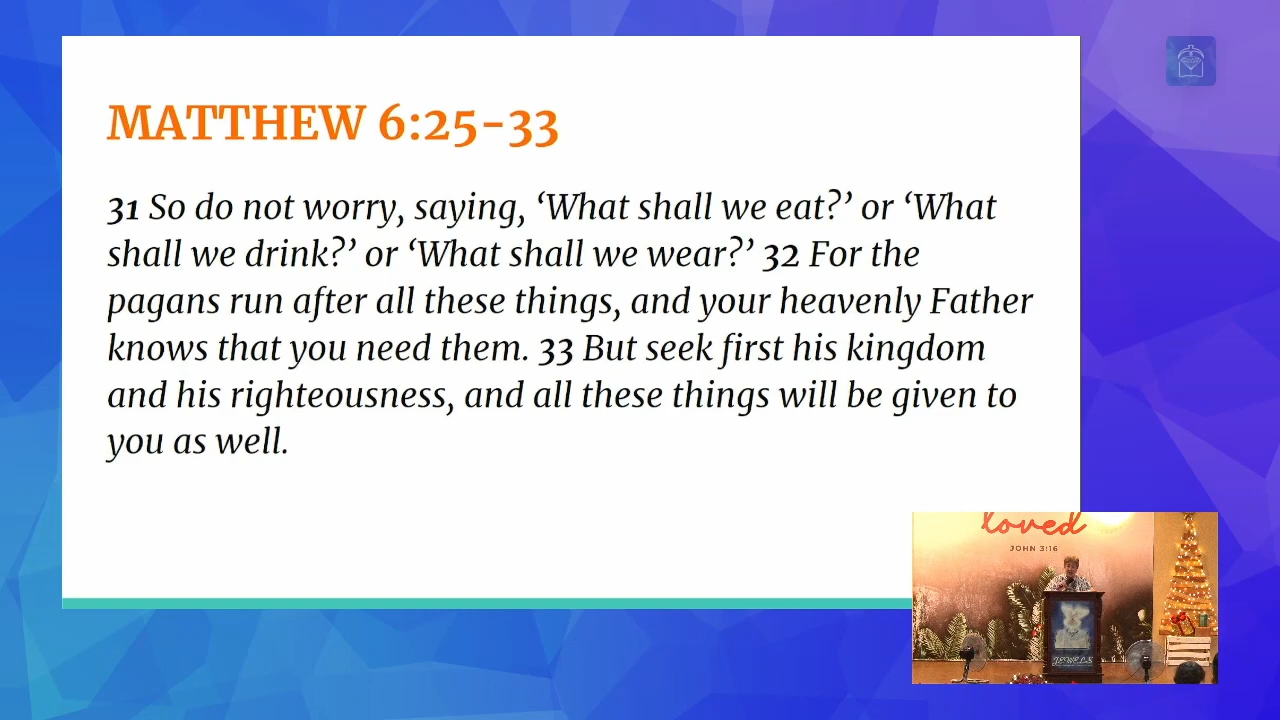 MATTHEW 6:25-33
31 So do not worry, saying, ‘What shall we eat?’ or ‘What
shall we drink?’ or ‘What shall we wear?’ 32 For the
pagans run after all these things, and your heavenly Father
knows that you need them. 33 But seek first his kingdom
and his righteousness, and all these things will be given to
you as well.
loved
JOHN 3:16
JEWELS